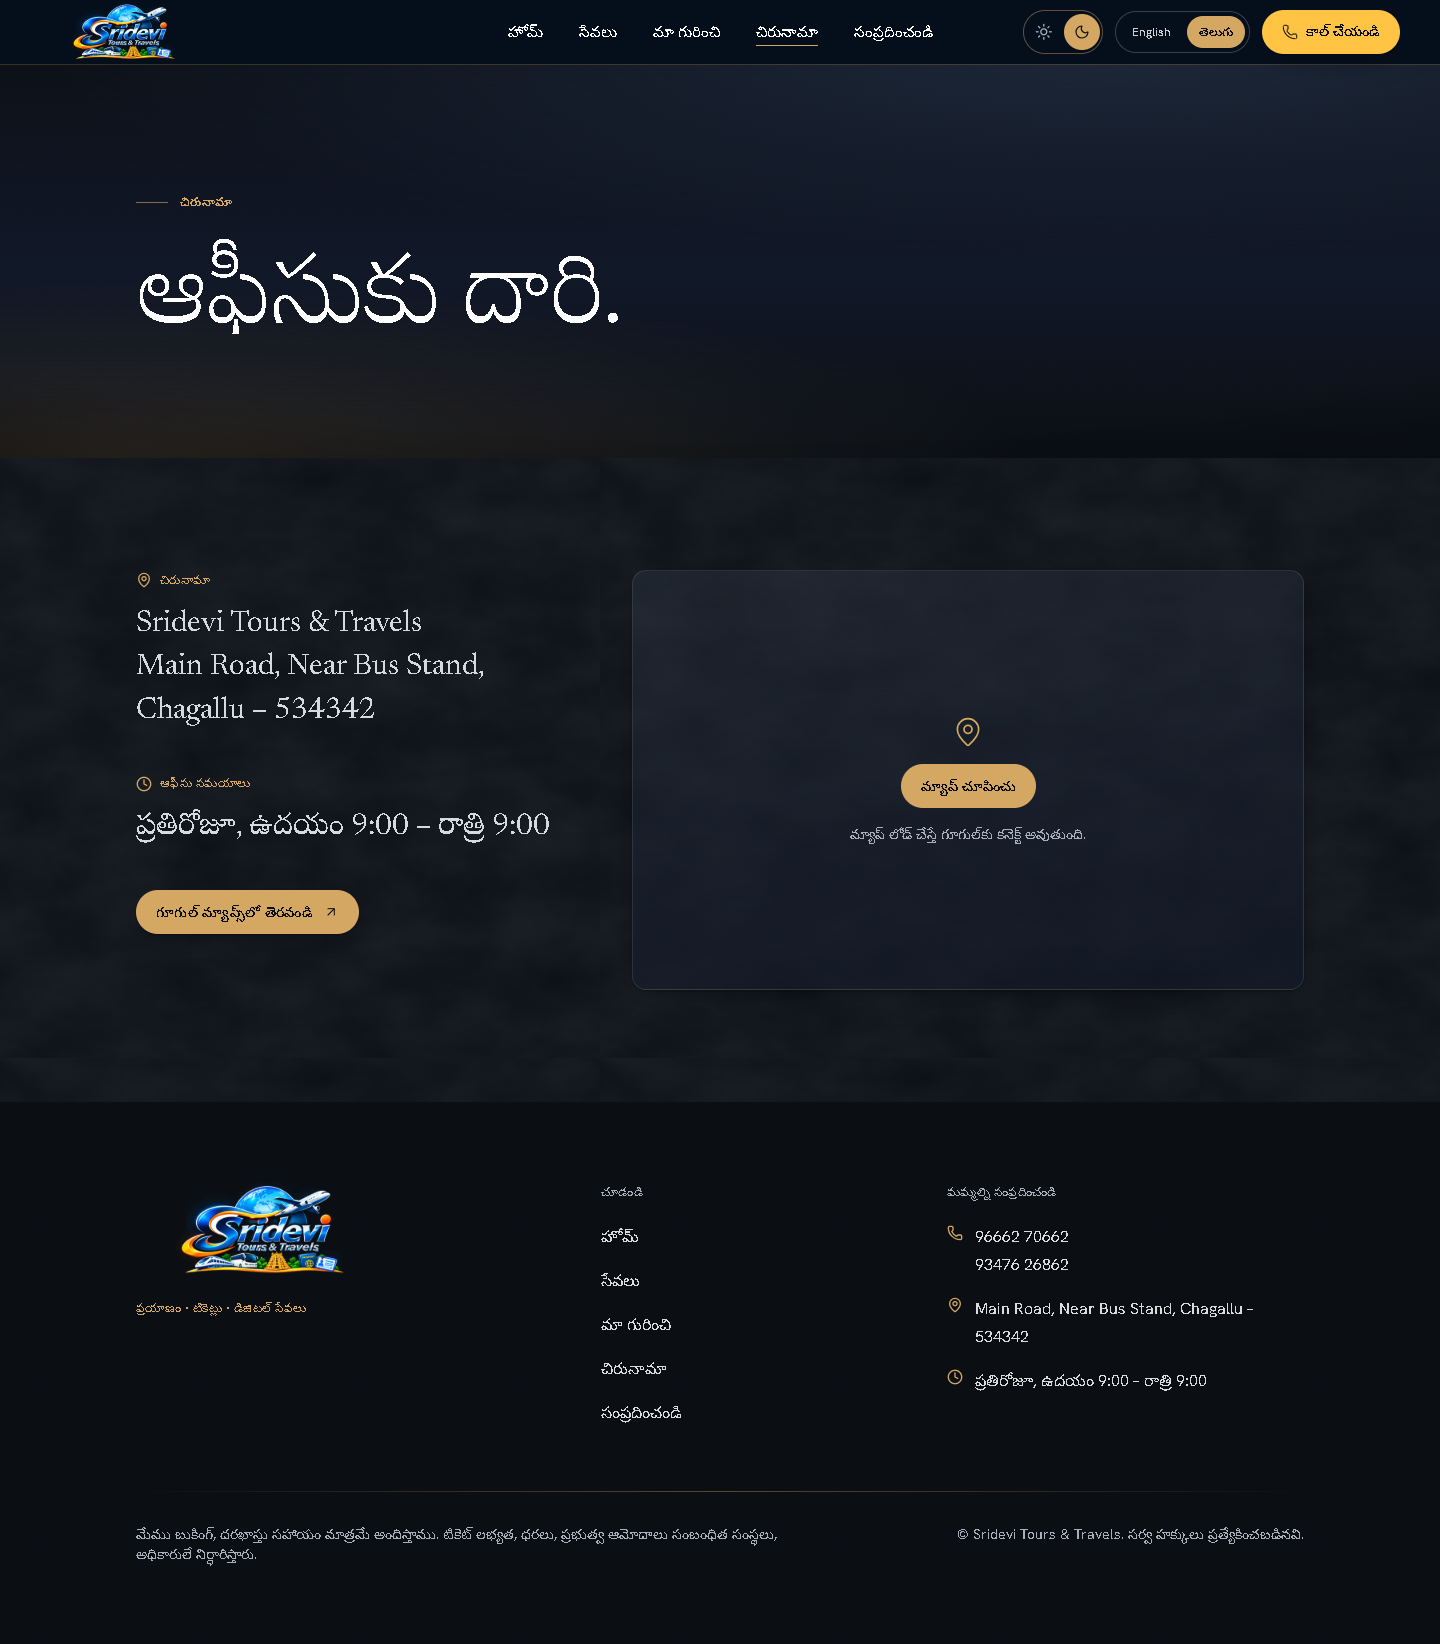 Sridevi
Tours & Travels
హోమ్
సేవలు
మా గురించి
చిరునామా
సంప్రదించండి
English
తెలుగు
కాల్ చేయండి
చిరునామా
ఆఫీసుకు దారి.
చిరునామా
Sridevi Tours & Travels
Main Road, Near Bus Stand,
Chagallu – 534342
ఆఫీసు సమయాలు
ప్రతిరోజూ, ఉదయం 9:00 – రాత్రి 9:00
గూగుల్ మ్యాప్స్‌లో తెరవండి
మ్యాప్ చూపించు
మ్యాప్ లోడ్ చేస్తే గూగుల్‌కు కనెక్ట్ అవుతుంది.
Sridevi
Tours & Travels
ప్రయాణం • టికెట్లు • డిజిటల్ సేవలు
చూడండి
హోమ్
సేవలు
మా గురించి
చిరునామా
సంప్రదించండి
మమ్మల్ని సంప్రదించండి
96662 70662
93476 26862
Main Road, Near Bus Stand, Chagallu –
534342
ప్రతిరోజూ, ఉదయం 9:00 – రాత్రి 9:00
మేము బుకింగ్, దరఖాస్తు సహాయం మాత్రమే అందిస్తాము. టికెట్ లభ్యత, ధరలు, ప్రభుత్వ ఆమోదాలు సంబంధిత సంస్థలు,
అధికారులే నిర్ధారిస్తారు.
© Sridevi Tours & Travels. సర్వ హక్కులు ప్రత్యేకించబడినవి.